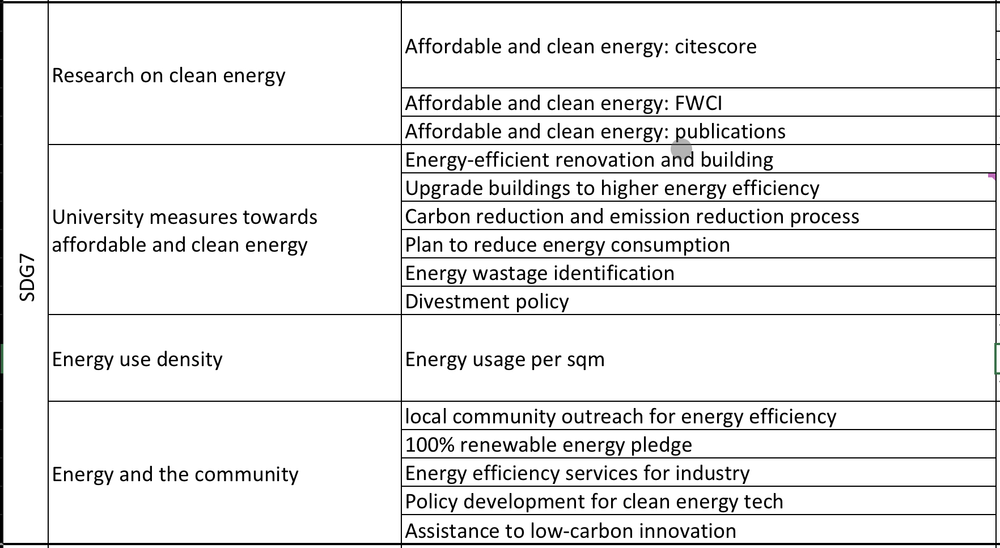 SDG7
Research on clean energy
Affordable and clean energy: citescore
Affordable and clean energy: FWCI
Affordable and clean energy: publications
University measures towards
affordable and clean energy
Energy-efficient renovation and building
Upgrade buildings to higher energy efficiency
Carbon reduction and emission reduction process
Plan to reduce energy consumption
Energy wastage identification
Divestment policy
Energy use density
Energy usage per sqm
Energy and the community
local community outreach for energy efficiency
100% renewable energy pledge
Energy efficiency services for industry
Policy development for clean energy tech
Assistance to low-carbon innovation